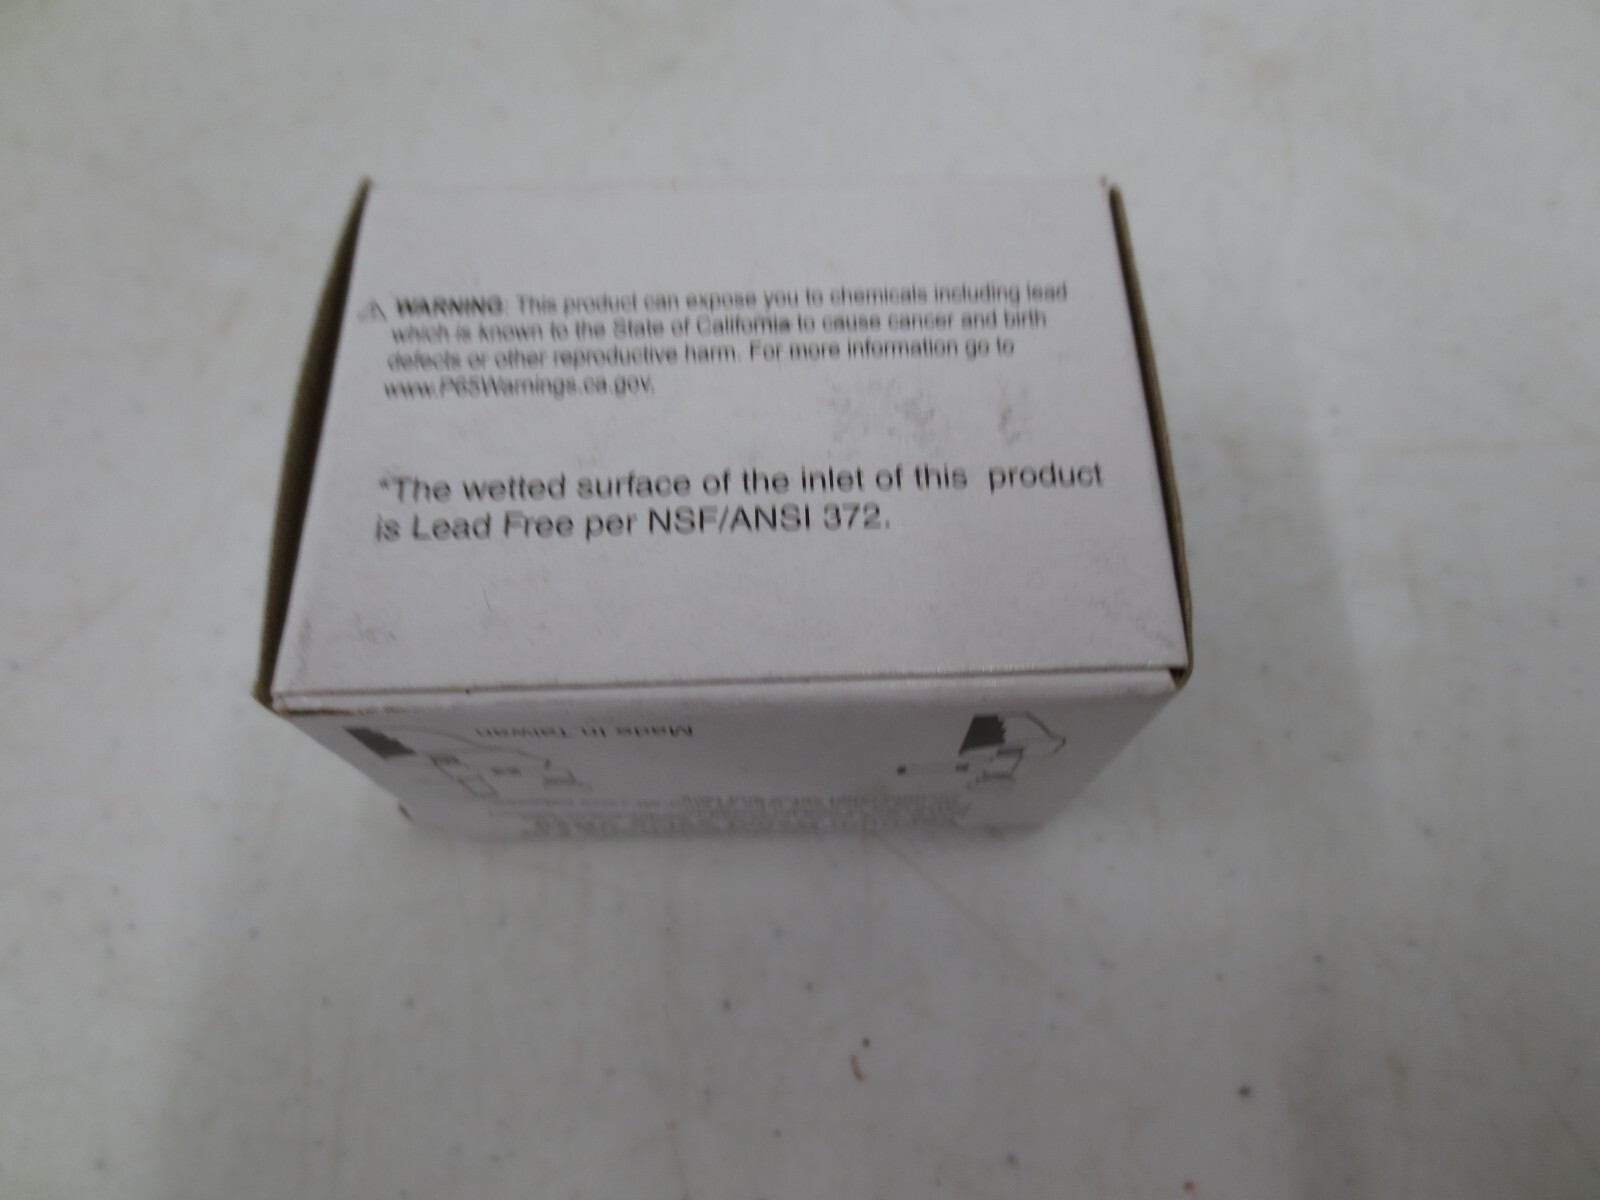 ⚠ WARNING: This product can expose you to chemicals including lead
which is known to the State of California to cause cancer and birth
defects or other reproductive harm. For more information go to
www.P65Warnings.ca.gov.
*The wetted surface of the inlet of this product
is Lead Free per NSF/ANSI 372.
Made In Taiwan